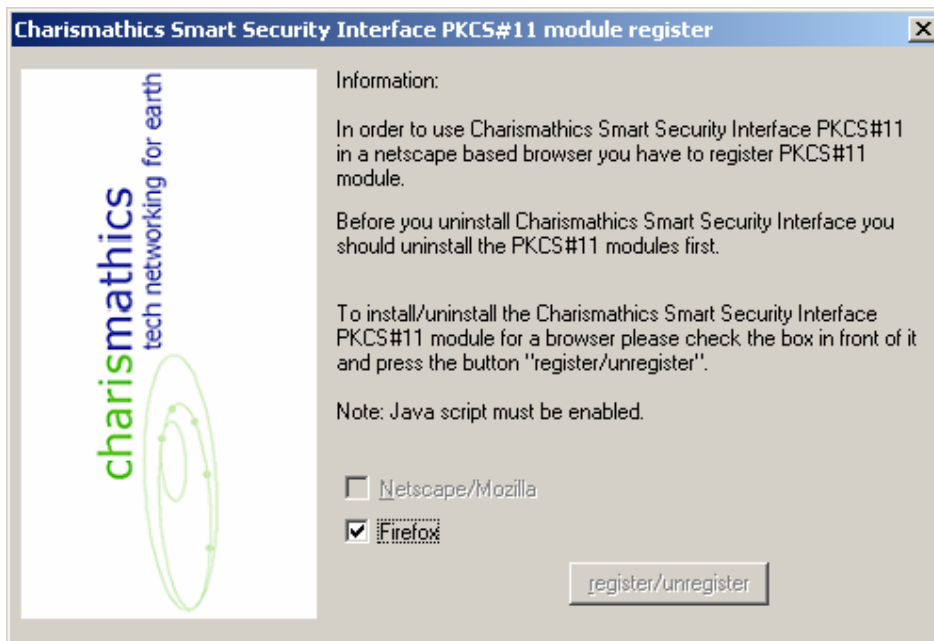 Charismathics Smart Security Interface PKCS#11 module register
charismathics
tech networking for earth
Information:
In order to use Charismathics Smart Security Interface PKCS#11
in a netscape based browser you have to register PKCS#11
module.
Before you uninstall Charismathics Smart Security Interface you
should uninstall the PKCS#11 modules first.
To install/uninstall the Charismathics Smart Security Interface
PKCS#11 module for a browser please check the box in front of it
and press the button "register/unregister".
Note: Java script must be enabled.
Netscape/Mozilla
Firefox
register/unregister